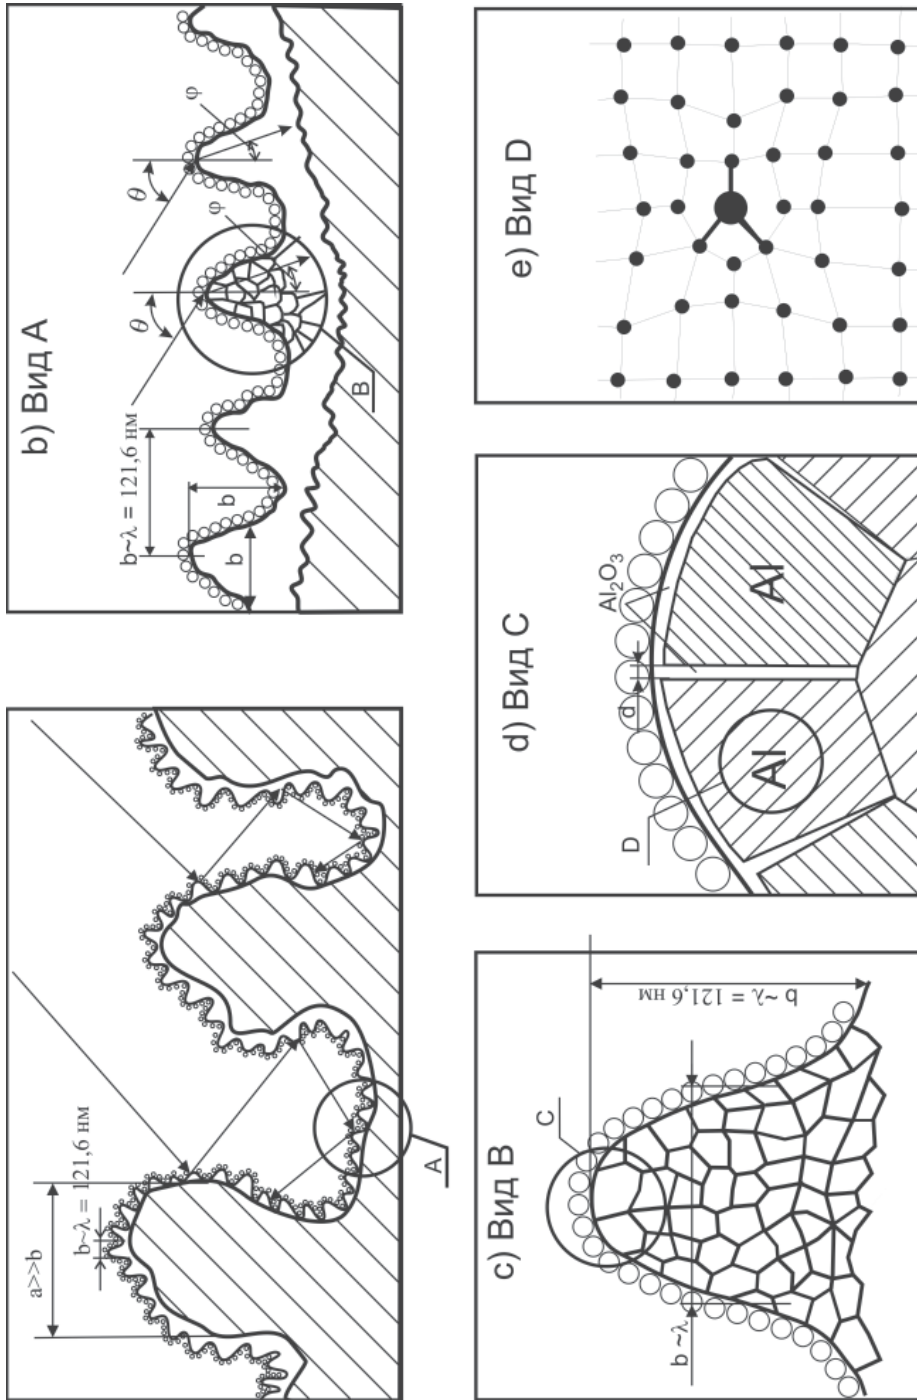 a>>b
b~λ = 121,6 нм
A
b) Вид А
b~λ = 121,6 нм
b
b
θ
θ
φ
φ
B
c) Вид В
C
b ~λ
b ~ λ = 121,6 нм
d) Вид С
D
d
Al₂O₃
Al
Al
e) Вид D